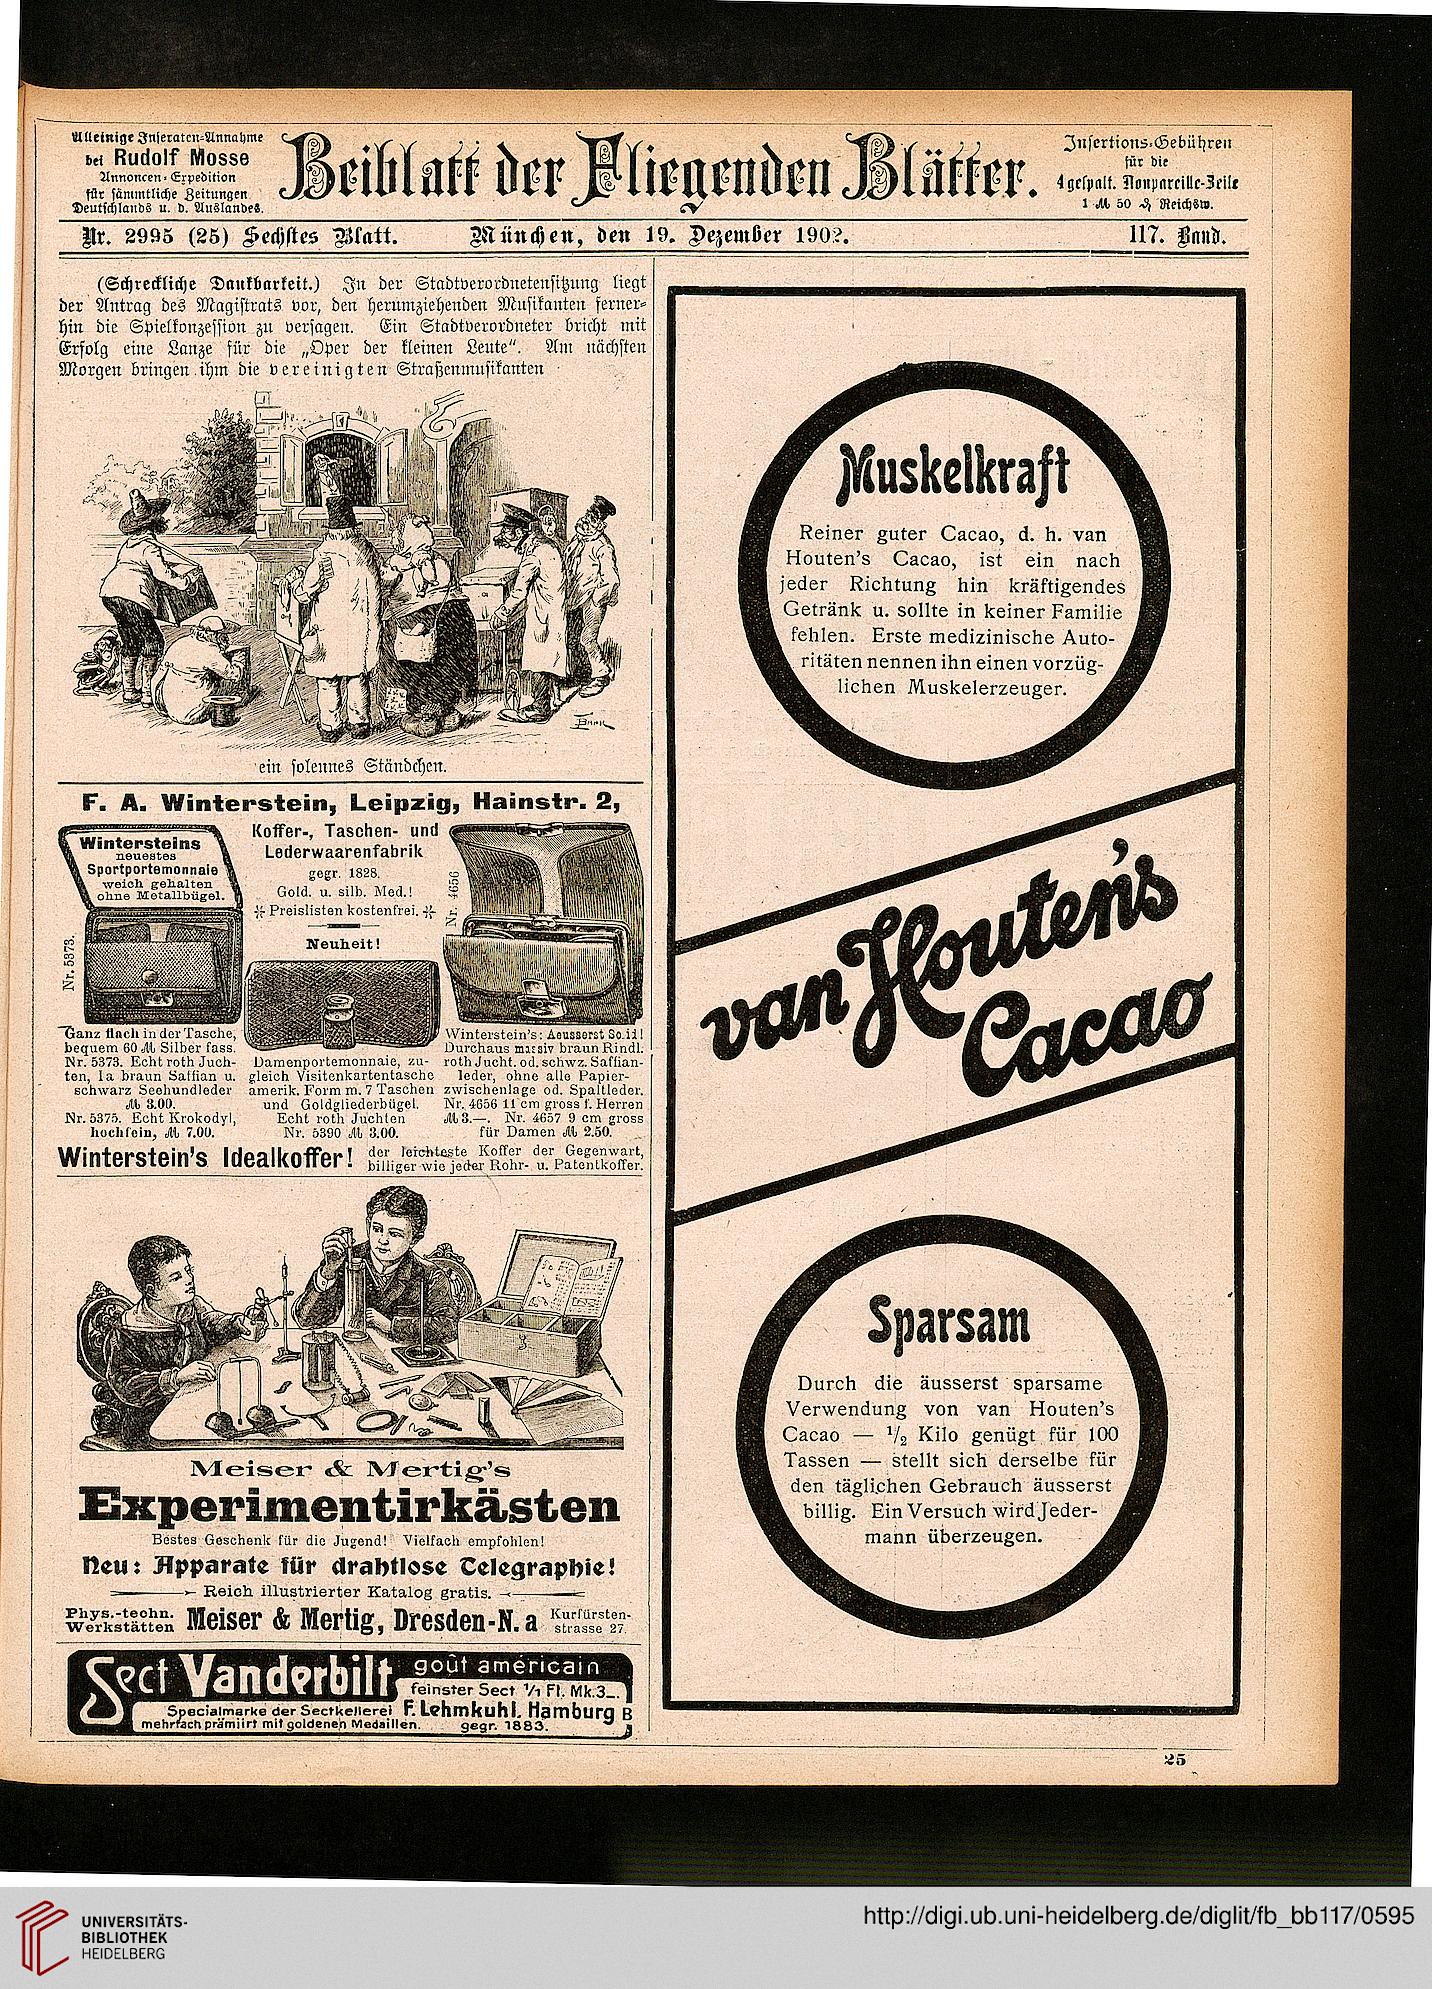 Alleinige Inseraten-Annahme
bei Rudolf Mosse
Annoncen-Expedition
für sämmtliche Zeitungen
Deutschlands u. d. Auslandes.
Beiblatt der Fliegenden Blätter.
Insertions-Gebühren
für die
4 gespalt. Nonpareille-Zeile
1 ℳ 50 ₰ Reichsw.
Nr. 2995 (25) Sechstes Blatt. München, den 19. Dezember 1902. 117. Band.
(Schreckliche Dankbarkeit.) In der Stadtverordnetensitzung liegt
der Antrag des Magistrats vor, den herumziehenden Musikanten ferner-
hin die Spielkonzession zu versagen. Ein Stadtverordneter bricht mit
Erfolg eine Lanze für die „Oper der kleinen Leute“. Am nächsten
Morgen bringen ihm die vereinigten Straßenmusikanten
ein solennes Ständchen.
F. A. Winterstein, Leipzig, Hainstr. 2,
Wintersteins
neuestes
Sportportemonnaie
weich gehalten
ohne Metallbügel.
Nr. 5373.
Koffer-, Taschen- und
Lederwaarenfabrik
gegr. 1828.
Gold. u. silb. Med.!
Preislisten kostenfrei.
Neuheit!
Nr. 4656
Ganz flach in der Tasche,
bequem 60 ℳ Silber fass.
Nr. 5373. Echt roth Juch-
ten, Ia braun Saffian u.
schwarz Seehundleder
ℳ 3.00.
Nr. 5375. Echt Krokodyl,
hochfein, ℳ 7.00.
Damenportemonnaie, zu-
gleich Visitenkartentasche
amerik. Form m. 7 Taschen
und Goldgliederbügel.
Echt roth Juchten
Nr. 5390 ℳ 3.00.
Winterstein's: Aeusserst Solid!
Durchaus massiv braun Rindl.
roth Jucht. od. schwz. Saffian-
leder, ohne alle Papier-
zwischenlage od. Spaltleder.
Nr. 4656 11 cm gross f. Herren
ℳ 3.—. Nr. 4657 9 cm gross
für Damen ℳ 2.50.
Winterstein's Idealkoffer! der leichteste Koffer der Gegenwart,
billiger wie jeder Rohr- u. Patentkoffer.
Meiser & Mertig's
Experimentirkästen
Bestes Geschenk für die Jugend! Vielfach empfohlen!
Neu: Apparate für drahtlose Telegraphie!
Reich illustrierter Katalog gratis.
Phys.-techn.
Werkstätten
Meiser & Mertig, Dresden-N. a
Kurfürsten-
strasse 27.
Sect Vanderbilt
goût américain
feinster Sect 1/1 Fl. Mk.3_.
Specialmarke der Sectkellerei F. Lehmkuhl. Hamburg B
mehrfach prämiirt mit goldenen Medaillen. gegr. 1883.
Muskelkraft
Reiner guter Cacao, d. h. van
Houten's Cacao, ist ein nach
jeder Richtung hin kräftigendes
Getränk u. sollte in keiner Familie
fehlen. Erste medizinische Auto-
ritäten nennen ihn einen vorzüg-
lichen Muskelerzeuger.
van Houten's
Cacao
Sparsam
Durch die äusserst sparsame
Verwendung von van Houten's
Cacao — 1/2 Kilo genügt für 100
Tassen — stellt sich derselbe für
den täglichen Gebrauch äusserst
billig. Ein Versuch wird Jeder-
mann überzeugen.
25
UNIVERSITÄTS-
BIBLIOTHEK
HEIDELBERG
http://digi.ub.uni-heidelberg.de/diglit/fb_bb117/0595